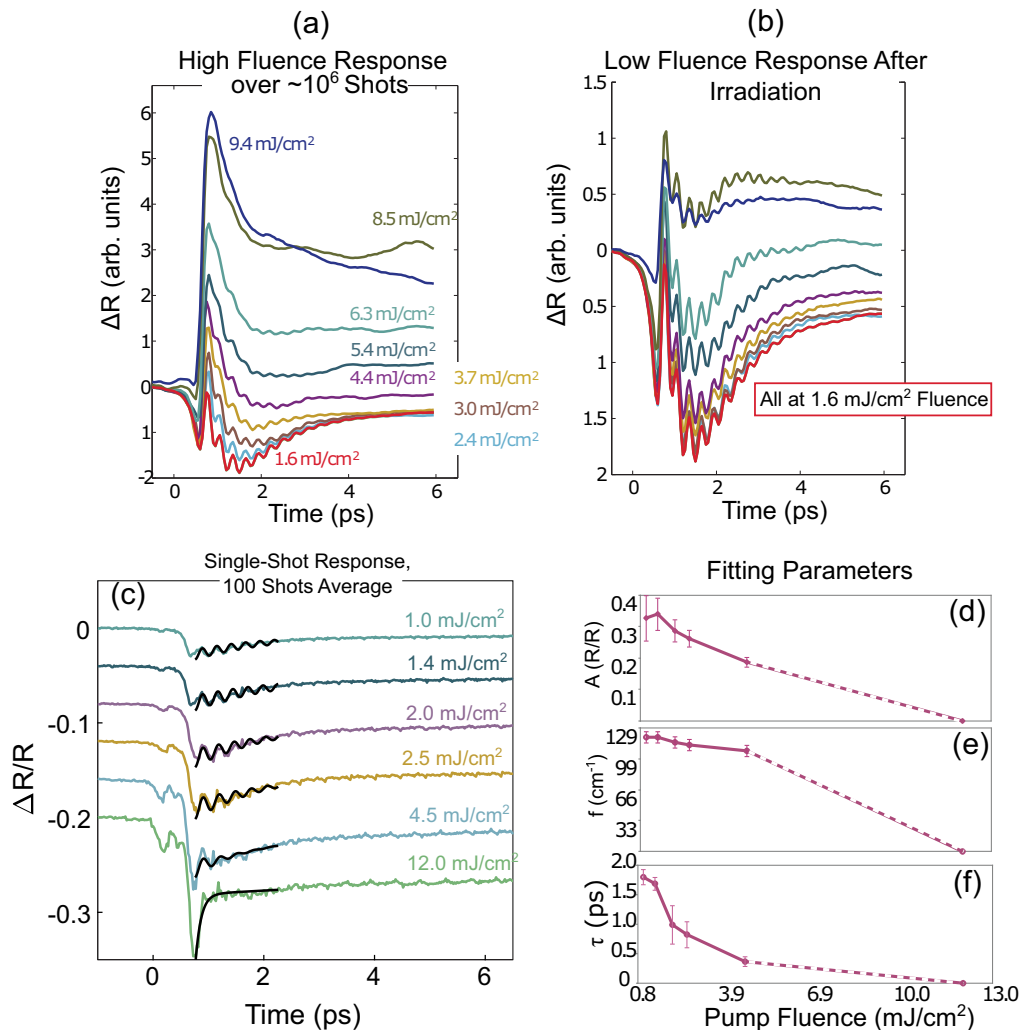 (a)
High Fluence Response
over ~10⁶ Shots
ΔR (arb. units)
6
5
4
3
2
1
0
1
-2
9.4 mJ/cm²
8.5 mJ/cm²
6.3 mJ/cm²
5.4 mJ/cm²
4.4 mJ/cm²
3.7 mJ/cm²
3.0 mJ/cm²
2.4 mJ/cm²
1.6 mJ/cm²
0 2 4 6
Time (ps)
(b)
Low Fluence Response After
Irradiation
ΔR (arb. units)
1.5
1
0.5
0
0.5
1
1.5
2
All at 1.6 mJ/cm² Fluence
0 2 4 6
Time (ps)
Single-Shot Response,
100 Shots Average
(c)
ΔR/R
0
-0.1
-0.2
-0.3
1.0 mJ/cm²
1.4 mJ/cm²
2.0 mJ/cm²
2.5 mJ/cm²
4.5 mJ/cm²
12.0 mJ/cm²
0 2 4 6
Time (ps)
Fitting Parameters
(d)
A (R/R)
0.4
0.3
0.2
0.1
(e)
f (cm⁻¹)
129
99
66
33
(f)
τ (ps)
2.0
1.5
1.0
0.5
0
0.8 3.9 6.9 10.0 13.0
Pump Fluence (mJ/cm²)